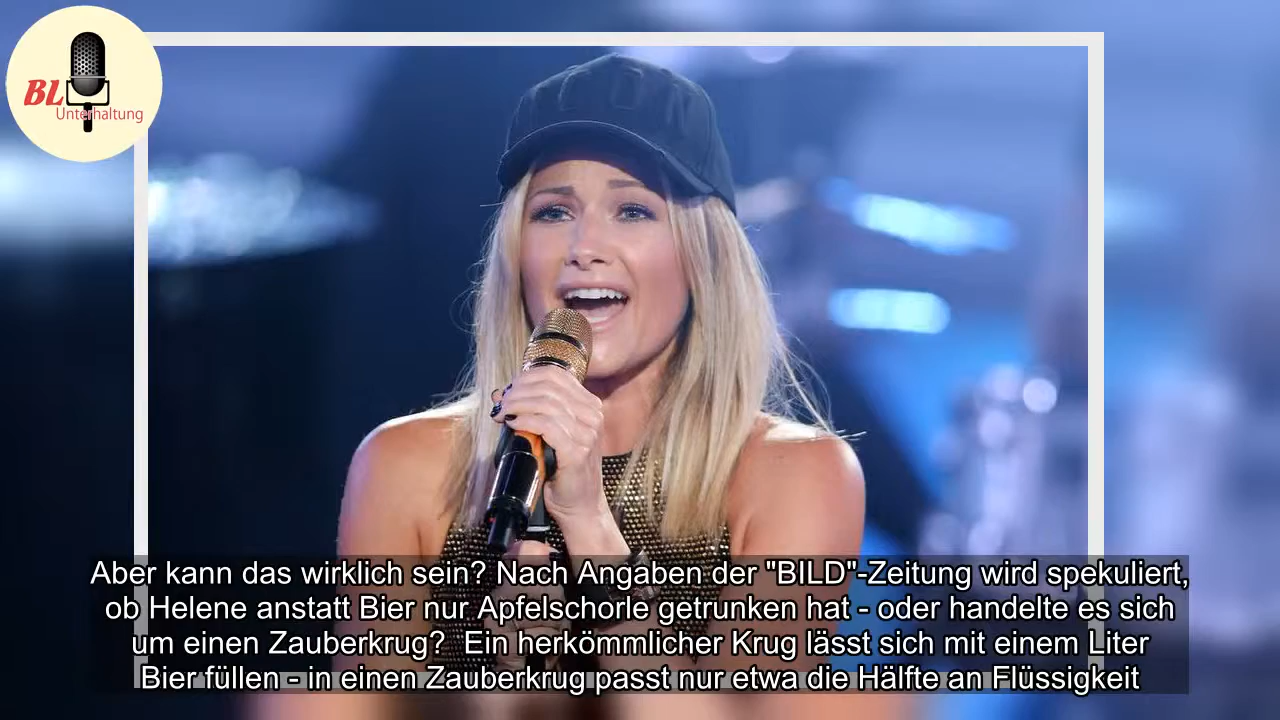 BL
Unterhaltung
Aber kann das wirklich sein? Nach Angaben der "BILD"-Zeitung wird spekuliert,
ob Helene anstatt Bier nur Apfelschorle getrunken hat - oder handelte es sich
um einen Zauberkrug?  Ein herkömmlicher Krug lässt sich mit einem Liter
Bier füllen - in einen Zauberkrug passt nur etwa die Hälfte an Flüssigkeit